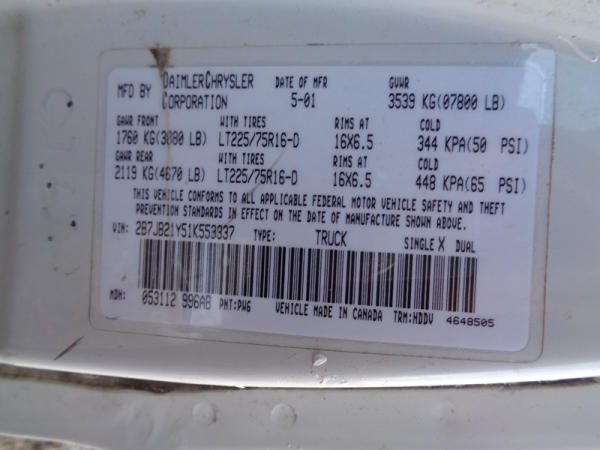 MFD BY DAIMLERCHRYSLER CORPORATION DATE OF MFR 5-01 GVWR 3539 KG(07800 LB)
GAWR FRONT WITH TIRES RIMS AT COLD
1760 KG(3880 LB) LT225/75R16-D 16X6.5 344 KPA(50 PSI)
GAWR REAR WITH TIRES RIMS AT COLD
2119 KG(4670 LB) LT225/75R16-D 16X6.5 448 KPA(65 PSI)
THIS VEHICLE CONFORMS TO ALL APPLICABLE FEDERAL MOTOR VEHICLE SAFETY AND THEFT
PREVENTION STANDARDS IN EFFECT ON THE DATE OF MANUFACTURE SHOWN ABOVE.
VIN: 2B7JB21Y51K553337 TYPE: TRUCK SINGLE X DUAL
MDH: 053112 996AB PNT:PW6 VEHICLE MADE IN CANADA TRM:HDDV 4648505